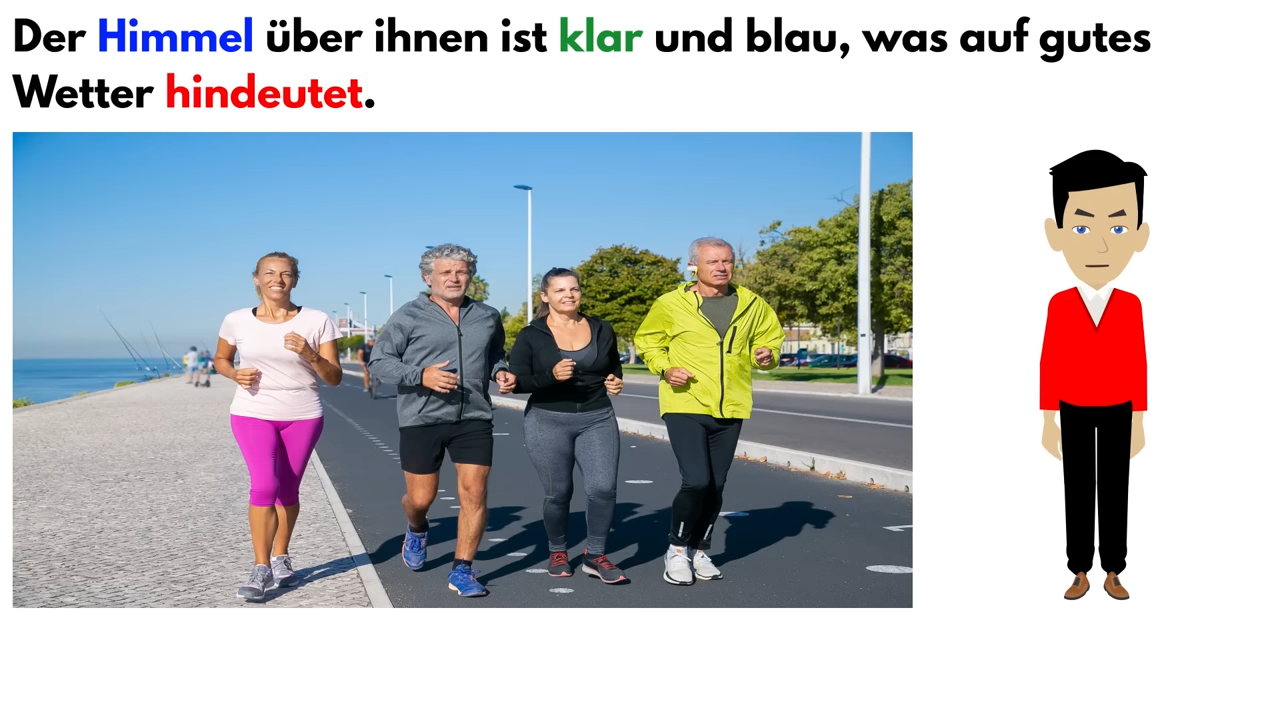 Der Himmel über ihnen ist klar und blau, was auf gutes
Wetter hindeutet.